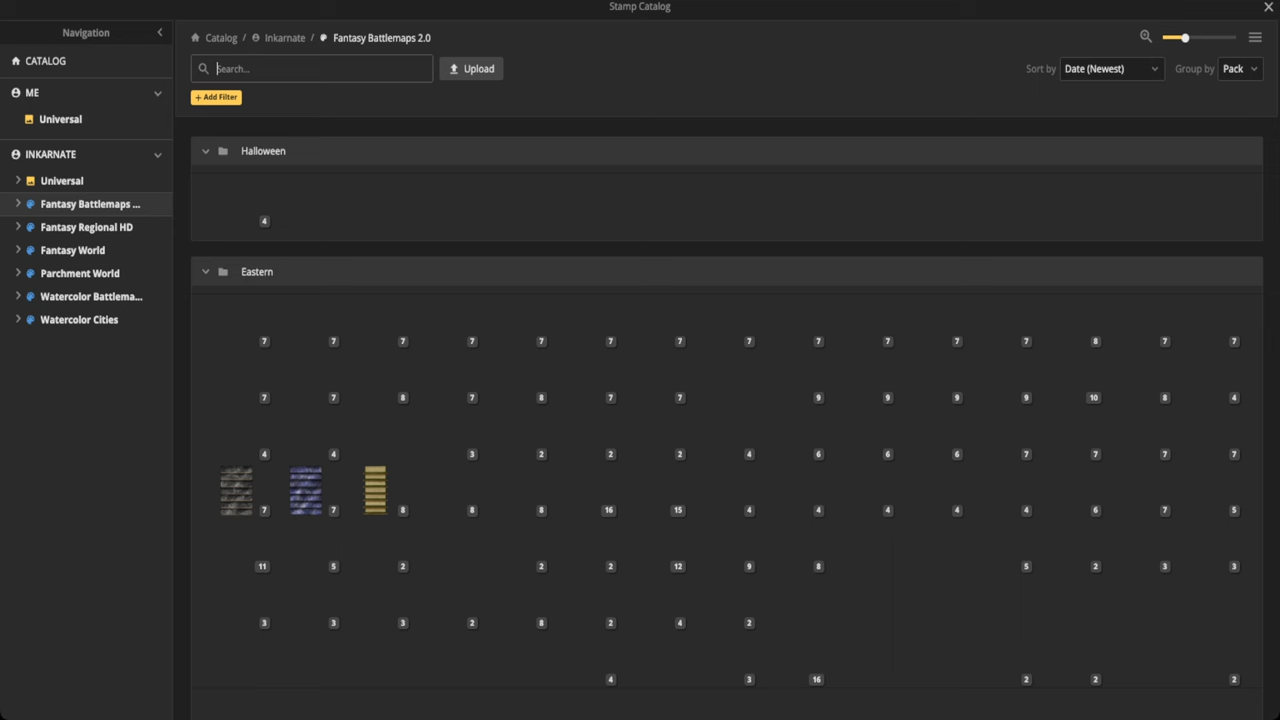 Stamp Catalog
Navigation
CATALOG
ME
Universal
INKARNATE
Universal
Fantasy Battlemaps ...
Fantasy Regional HD
Fantasy World
Parchment World
Watercolor Battlema...
Watercolor Cities
Catalog / Inkarnate / Fantasy Battlemaps 2.0
Search... Upload Sort by Date (Newest) Group by Pack
+ Add Filter
Halloween
4
Eastern
7 7 7 7 7 7 7 7 7 7 7 7 8 7 7
7 7 8 7 8 7 7 9 9 9 9 10 8 4
4 4 3 2 2 2 4 6 6 6 7 7 7 7
7 7 8 8 8 16 15 4 4 4 4 4 6 7 5
11 5 2 2 2 12 9 8 5 2 3 3
3 3 3 2 8 2 4 2
4 3 16 2 2 2